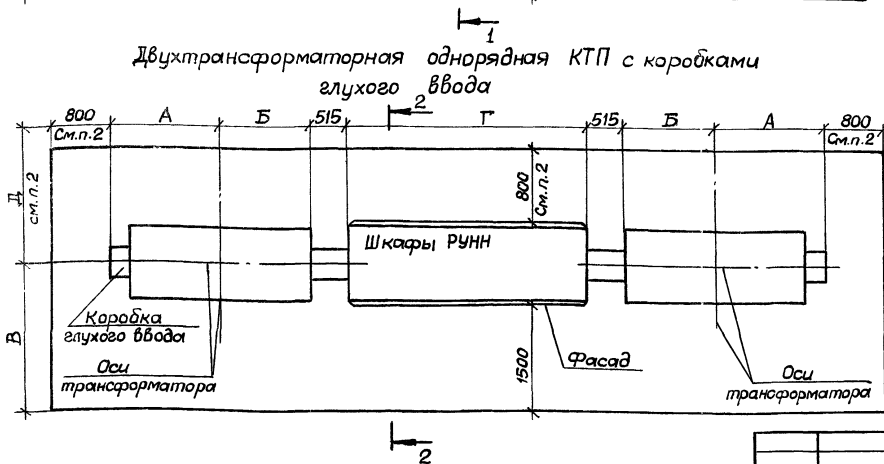 1
Двухтрансформаторная однорядная КТП с коробками
глухого ввода
2
800 А Б 515 Г 515 Б А 800
См.п.2 См.п.2
Д
см.п.2
800
См.п.2
Шкафы РУНН
В
Коробка
глухого ввода
Оси
трансформатора
1500
Фасад
Оси
трансформатора
2